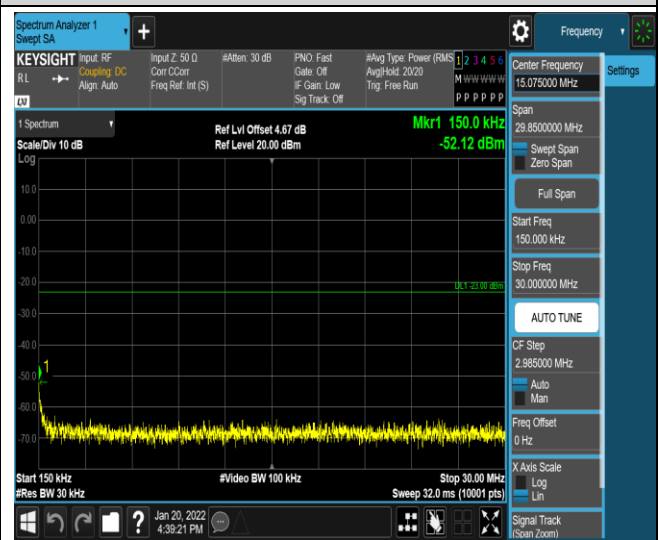 Spectrum Analyzer 1
Swept SA
+
Frequency
KEYSIGHT
RL
Input: RF
Coupling: DC
Align: Auto
Input Z: 50 Ω
Corr CCorr
Freq Ref: Int (S)
#Atten: 30 dB
PNO: Fast
Gate: Off
IF Gain: Low
Sig Track: Off
#Avg Type: Power (RMS
Avg|Hold: 20/20
Trig: Free Run
1 2 3 4 5 6
M W W W W W
P P P P P P
LXI
1 Spectrum
Scale/Div 10 dB
Ref Lvl Offset 4.67 dB
Ref Level 20.00 dBm
Mkr1 150.0 kHz
-52.12 dBm
Log
10.0
0.00
-10.0
-20.0
DL1 -23.00 dBm
-30.0
-40.0
1
-50.0
-60.0
-70.0
Start 150 kHz
#Res BW 30 kHz
#Video BW 100 kHz
Stop 30.00 MHz
Sweep 32.0 ms (10001 pts)
?
Jan 20, 2022
4:39:21 PM
Center Frequency
15.075000 MHz
Span
29.8500000 MHz
Swept Span
Zero Span
Full Span
Start Freq
150.000 kHz
Stop Freq
30.000000 MHz
AUTO TUNE
CF Step
2.985000 MHz
Auto
Man
Freq Offset
0 Hz
X Axis Scale
Log
Lin
Signal Track
(Span Zoom)
Settings